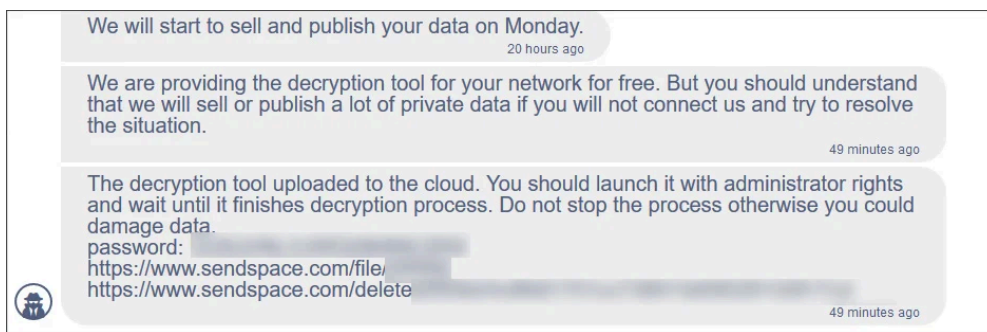 We will start to sell and publish your data on Monday.
20 hours ago
We are providing the decryption tool for your network for free. But you should understand
that we will sell or publish a lot of private data if you will not connect us and try to resolve
the situation.
49 minutes ago
The decryption tool uploaded to the cloud. You should launch it with administrator rights
and wait until it finishes decryption process. Do not stop the process otherwise you could
damage data.
password:
https://www.sendspace.com/file/
https://www.sendspace.com/delete
49 minutes ago